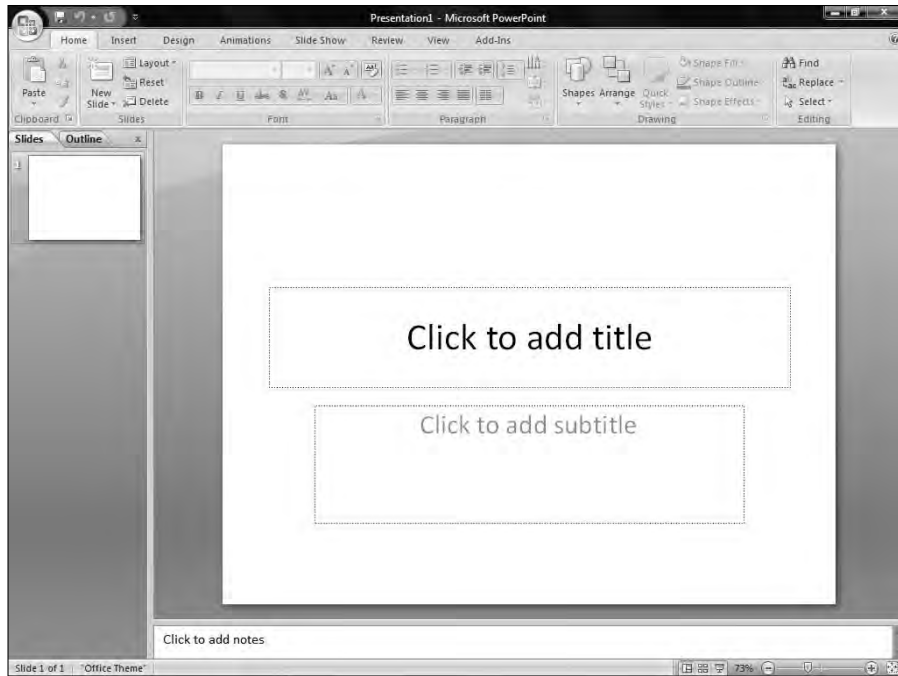 Presentation1 - Microsoft PowerPoint
Home Insert Design Animations Slide Show Review View Add-Ins
Paste
New Slide
Layout
Reset
Delete
B I U abc S AV Aa A
Shapes Arrange Quick Styles
Shape Fill
Shape Outline
Shape Effects
Find
Replace
Select
Clipboard Slides Font Paragraph Drawing Editing
Slides Outline x
1
Click to add title
Click to add subtitle
Click to add notes
Slide 1 of 1 "Office Theme" 73%